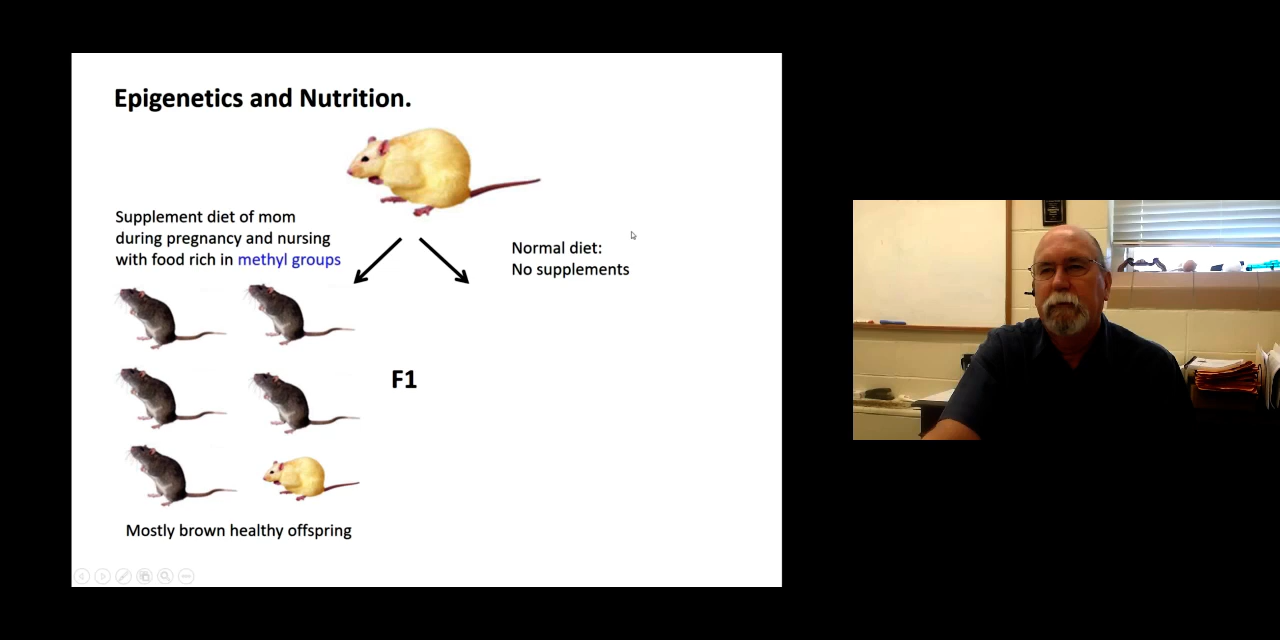 Epigenetics and Nutrition.
Supplement diet of mom
during pregnancy and nursing
with food rich in methyl groups
Normal diet:
No supplements
F1
Mostly brown healthy offspring